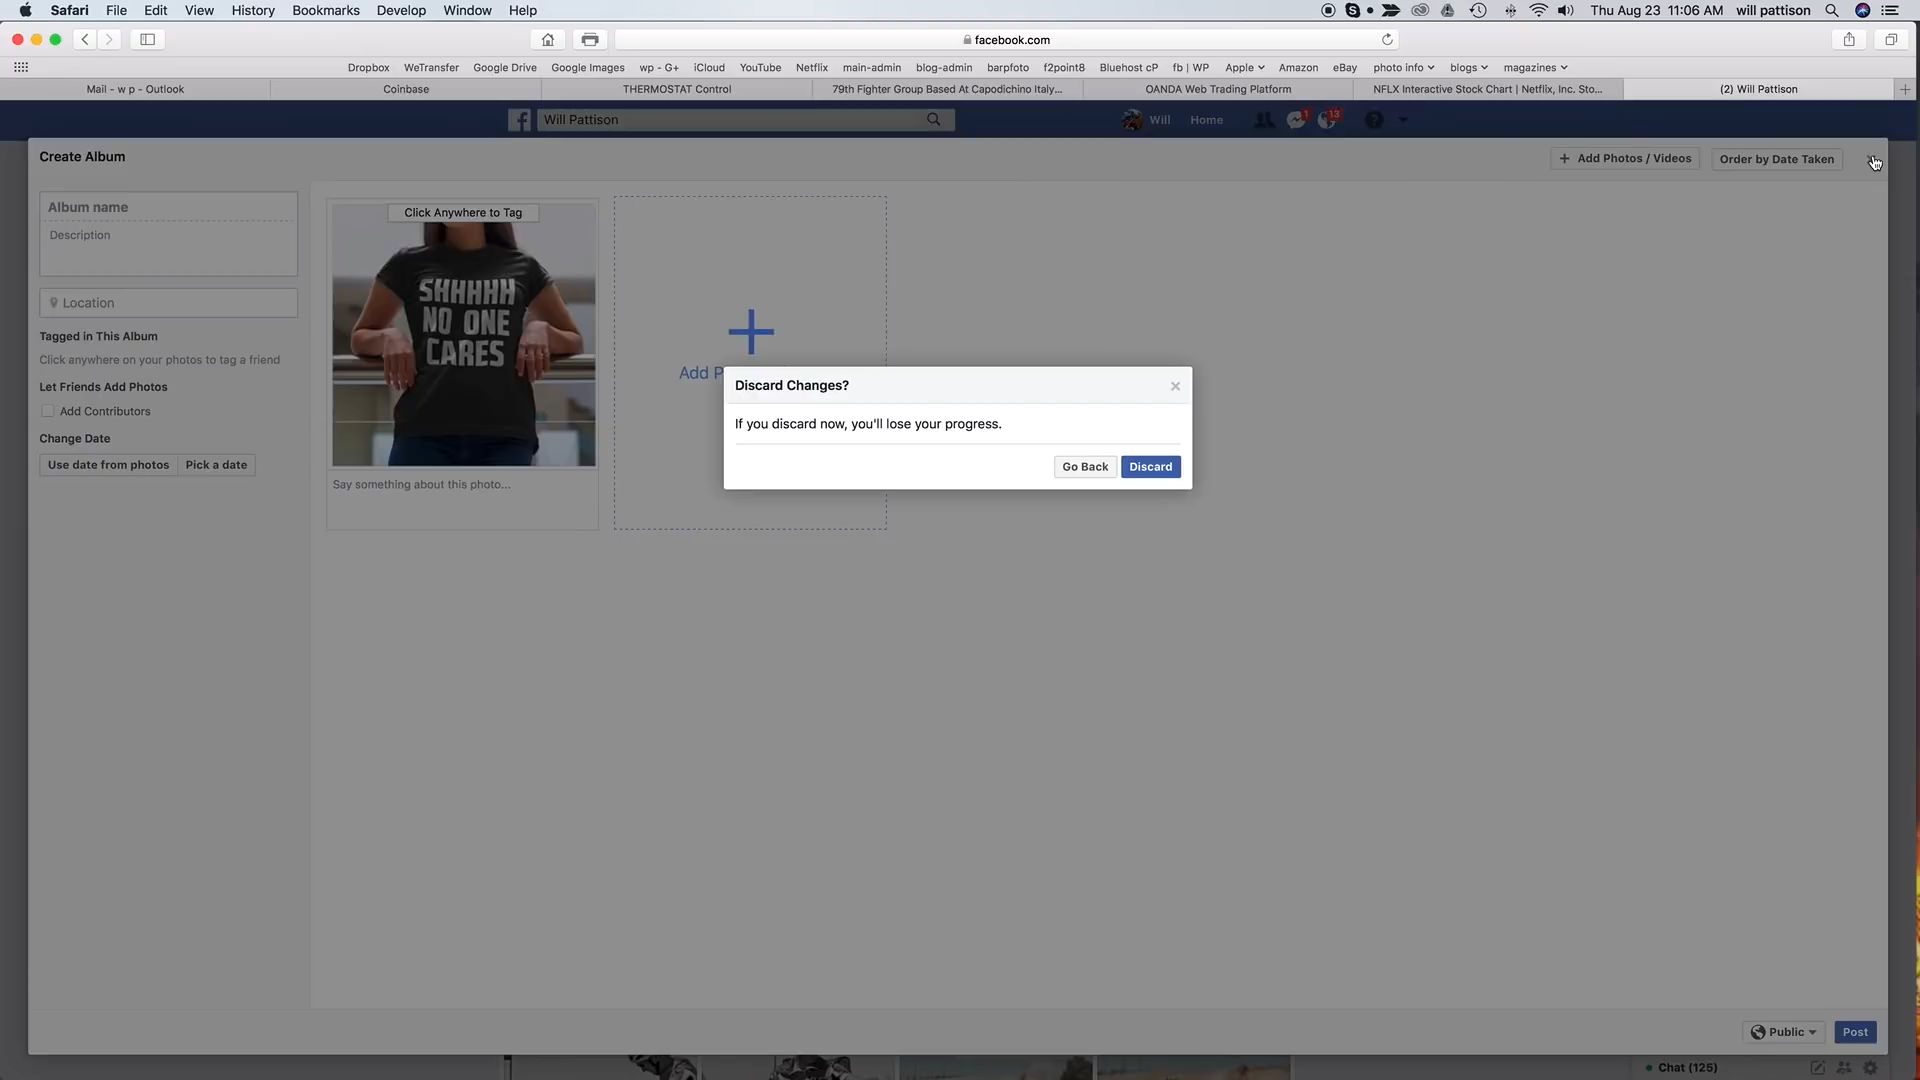 Safari File Edit View History Bookmarks Develop Window Help Thu Aug 23 11:06 AM will pattison
facebook.com
Dropbox WeTransfer Google Drive Google Images wp - G+ iCloud YouTube Netflix main-admin blog-admin barpfoto f2point8 Bluehost cP fb | WP Apple Amazon eBay photo info blogs magazines
Mail - w p - Outlook Coinbase THERMOSTAT Control 79th Fighter Group Based At Capodichino Italy... OANDA Web Trading Platform NFLX Interactive Stock Chart | Netflix, Inc. Sto... (2) Will Pattison
Will Pattison Will Home 1 13
Create Album + Add Photos / Videos Order by Date Taken
Album name
Description
Location
Tagged in This Album
Click anywhere on your photos to tag a friend
Let Friends Add Photos
Add Contributors
Change Date
Use date from photos Pick a date
Click Anywhere to Tag
SHHHHH
NO ONE
CARES
Say something about this photo...
Add P
Discard Changes?
If you discard now, you'll lose your progress.
Go Back Discard
Public Post
Chat (125)